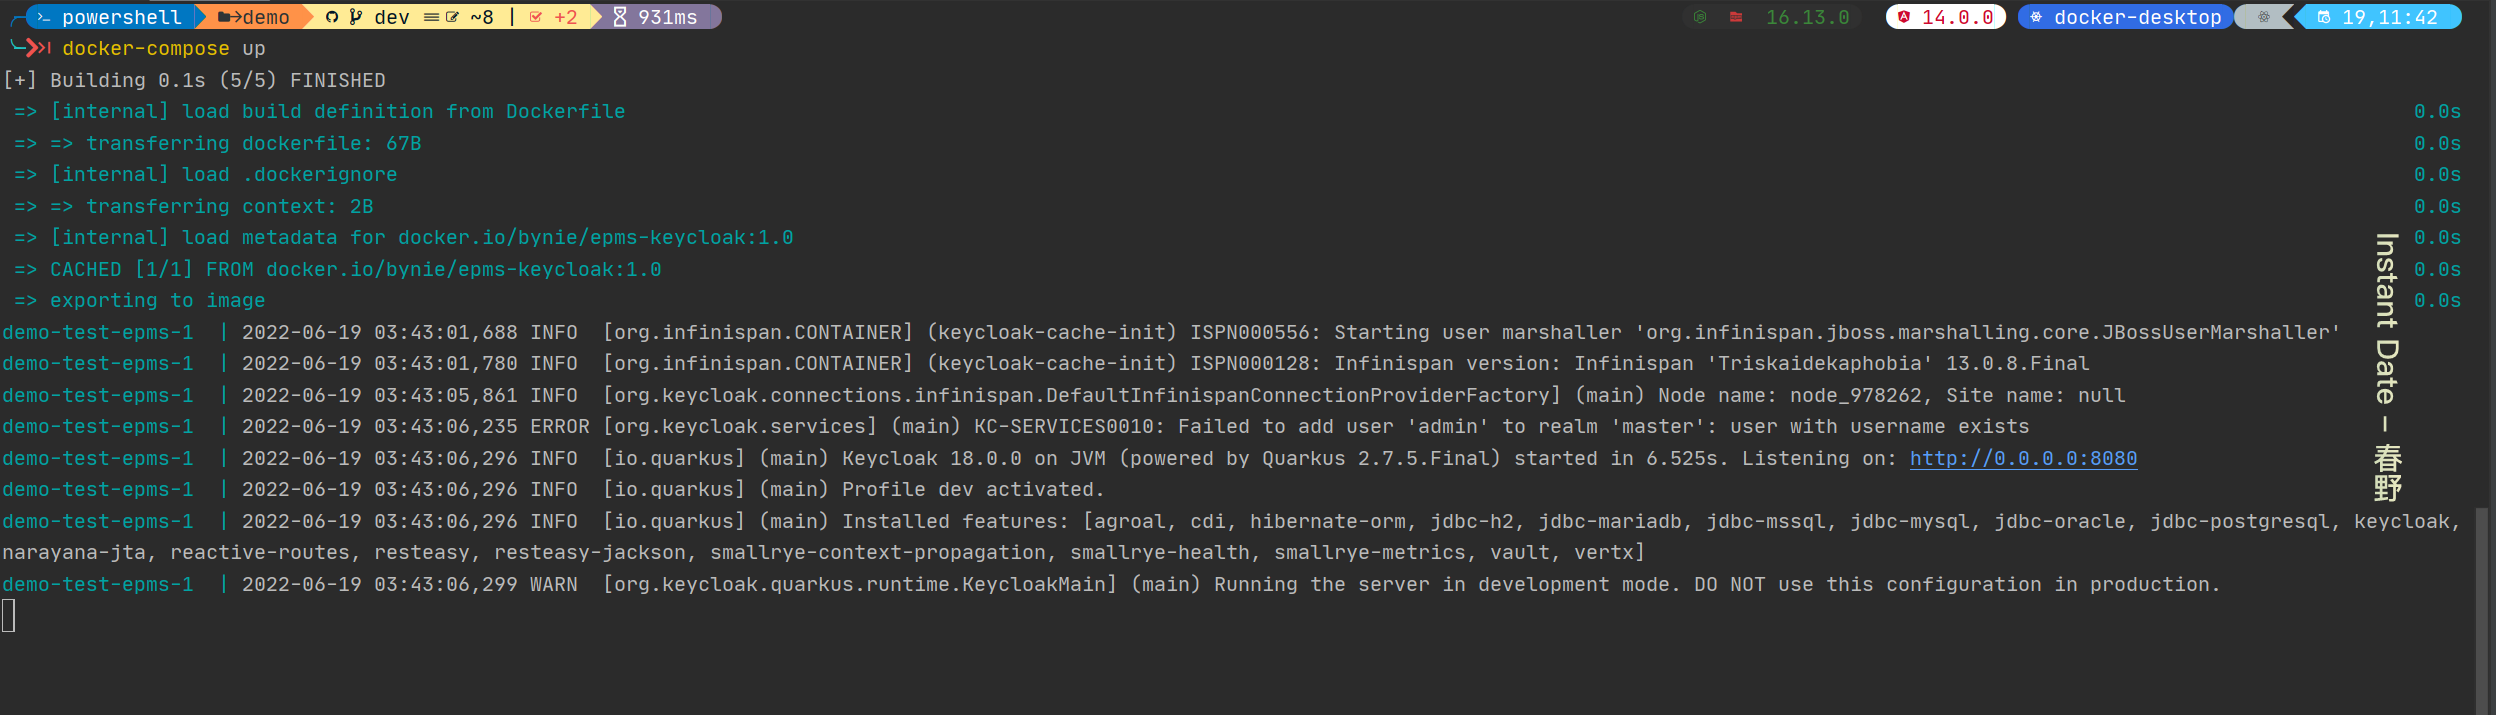 powershell demo dev ~8 | +2 931ms 16.13.0 14.0.0 docker-desktop 19,11:42
docker-compose up
[+] Building 0.1s (5/5) FINISHED
=> [internal] load build definition from Dockerfile 0.0s
=> => transferring dockerfile: 67B 0.0s
=> [internal] load .dockerignore 0.0s
=> => transferring context: 2B 0.0s
=> [internal] load metadata for docker.io/bynie/epms-keycloak:1.0 0.0s
=> CACHED [1/1] FROM docker.io/bynie/epms-keycloak:1.0 0.0s
=> exporting to image 0.0s
demo-test-epms-1 | 2022-06-19 03:43:01,688 INFO [org.infinispan.CONTAINER] (keycloak-cache-init) ISPN000556: Starting user marshaller 'org.infinispan.jboss.marshalling.core.JBossUserMarshaller'
demo-test-epms-1 | 2022-06-19 03:43:01,780 INFO [org.infinispan.CONTAINER] (keycloak-cache-init) ISPN000128: Infinispan version: Infinispan 'Triskaidekaphobia' 13.0.8.Final
demo-test-epms-1 | 2022-06-19 03:43:05,861 INFO [org.keycloak.connections.infinispan.DefaultInfinispanConnectionProviderFactory] (main) Node name: node_978262, Site name: null
demo-test-epms-1 | 2022-06-19 03:43:06,235 ERROR [org.keycloak.services] (main) KC-SERVICES0010: Failed to add user 'admin' to realm 'master': user with username exists
demo-test-epms-1 | 2022-06-19 03:43:06,296 INFO [io.quarkus] (main) Keycloak 18.0.0 on JVM (powered by Quarkus 2.7.5.Final) started in 6.525s. Listening on: http://0.0.0.0:8080
demo-test-epms-1 | 2022-06-19 03:43:06,296 INFO [io.quarkus] (main) Profile dev activated.
demo-test-epms-1 | 2022-06-19 03:43:06,296 INFO [io.quarkus] (main) Installed features: [agroal, cdi, hibernate-orm, jdbc-h2, jdbc-mariadb, jdbc-mssql, jdbc-mysql, jdbc-oracle, jdbc-postgresql, keycloak,
narayana-jta, reactive-routes, resteasy, resteasy-jackson, smallrye-context-propagation, smallrye-health, smallrye-metrics, vault, vertx]
demo-test-epms-1 | 2022-06-19 03:43:06,299 WARN [org.keycloak.quarkus.runtime.KeycloakMain] (main) Running the server in development mode. DO NOT use this configuration in production.
Instant Date – 春野